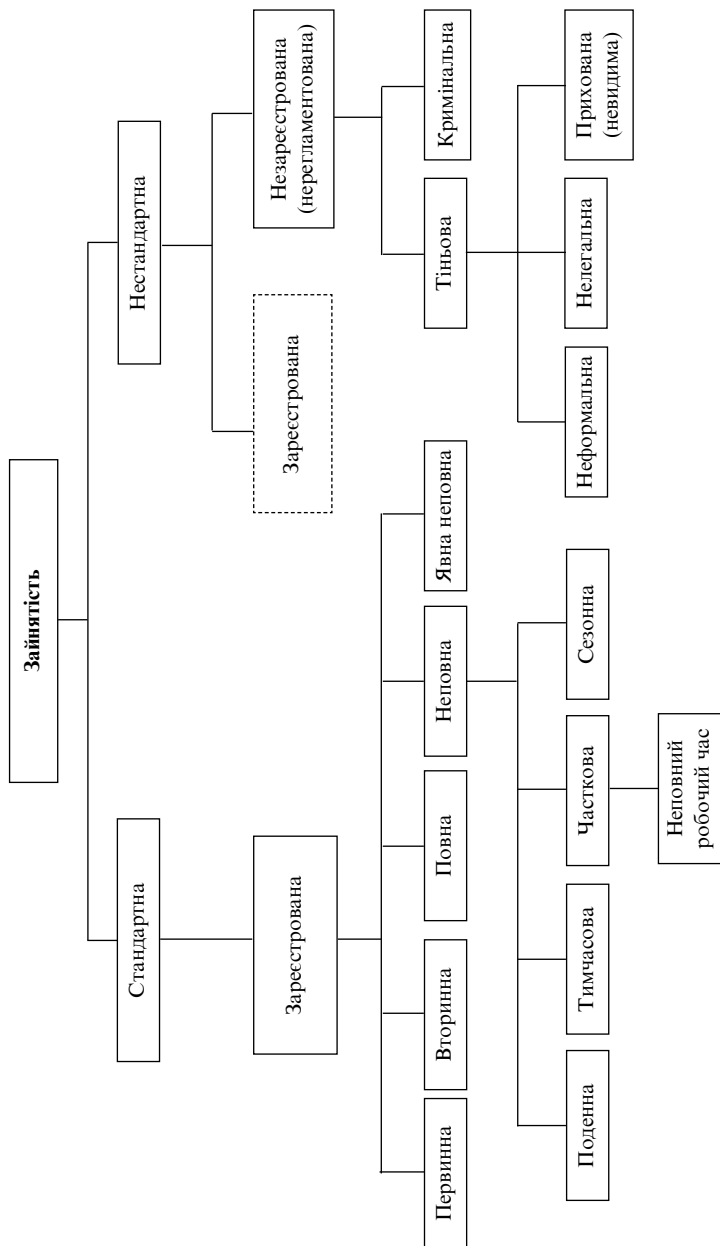 Зайнятість
Стандартна
Нестандартна
Зареєстрована
Зареєстрована
Незареєстрована
(нерегламентована)
Первинна
Вторинна
Повна
Неповна
Явна неповна
Тіньова
Кримінальна
Поденна
Тимчасова
Часткова
Сезонна
Неформальна
Нелегальна
Прихована
(невидима)
Неповний
робочий час